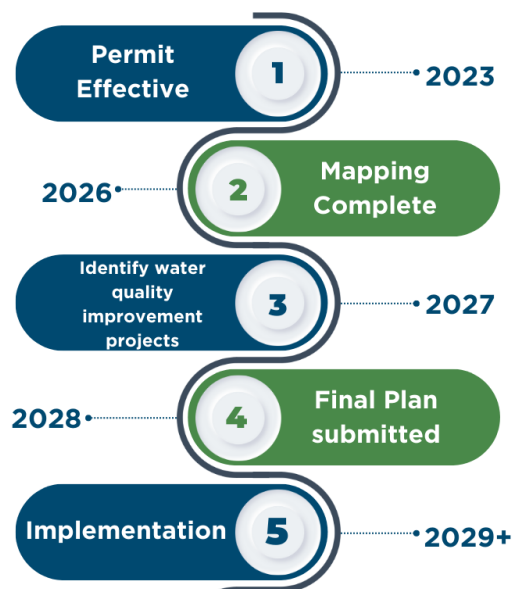 Permit
Effective
1
2023
2026
2
Mapping
Complete
Identify water
quality
improvement
projects
3
2027
2028
4
Final Plan
submitted
Implementation
5
2029+